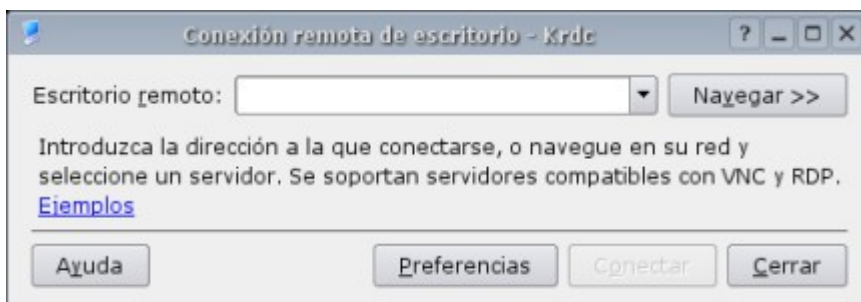 Conexión remota de escritorio - Krdc
Escritorio remoto: Navegar >>
Introduzca la dirección a la que conectarse, o navegue en su red y
seleccione un servidor. Se soportan servidores compatibles con VNC y RDP.
Ejemplos
Ayuda Preferencias Conectar Cerrar